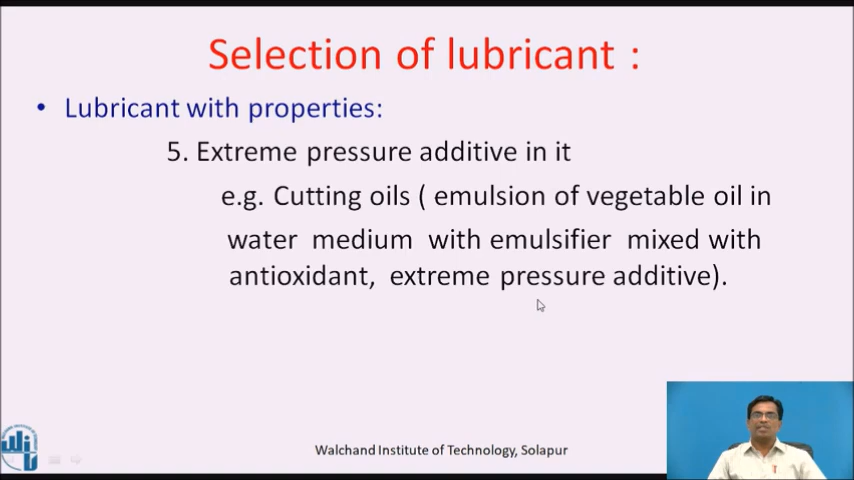 Selection of lubricant :
• Lubricant with properties:
5. Extreme pressure additive in it
e.g. Cutting oils ( emulsion of vegetable oil in
water medium with emulsifier mixed with
antioxidant, extreme pressure additive).
Walchand Institute of Technology, Solapur